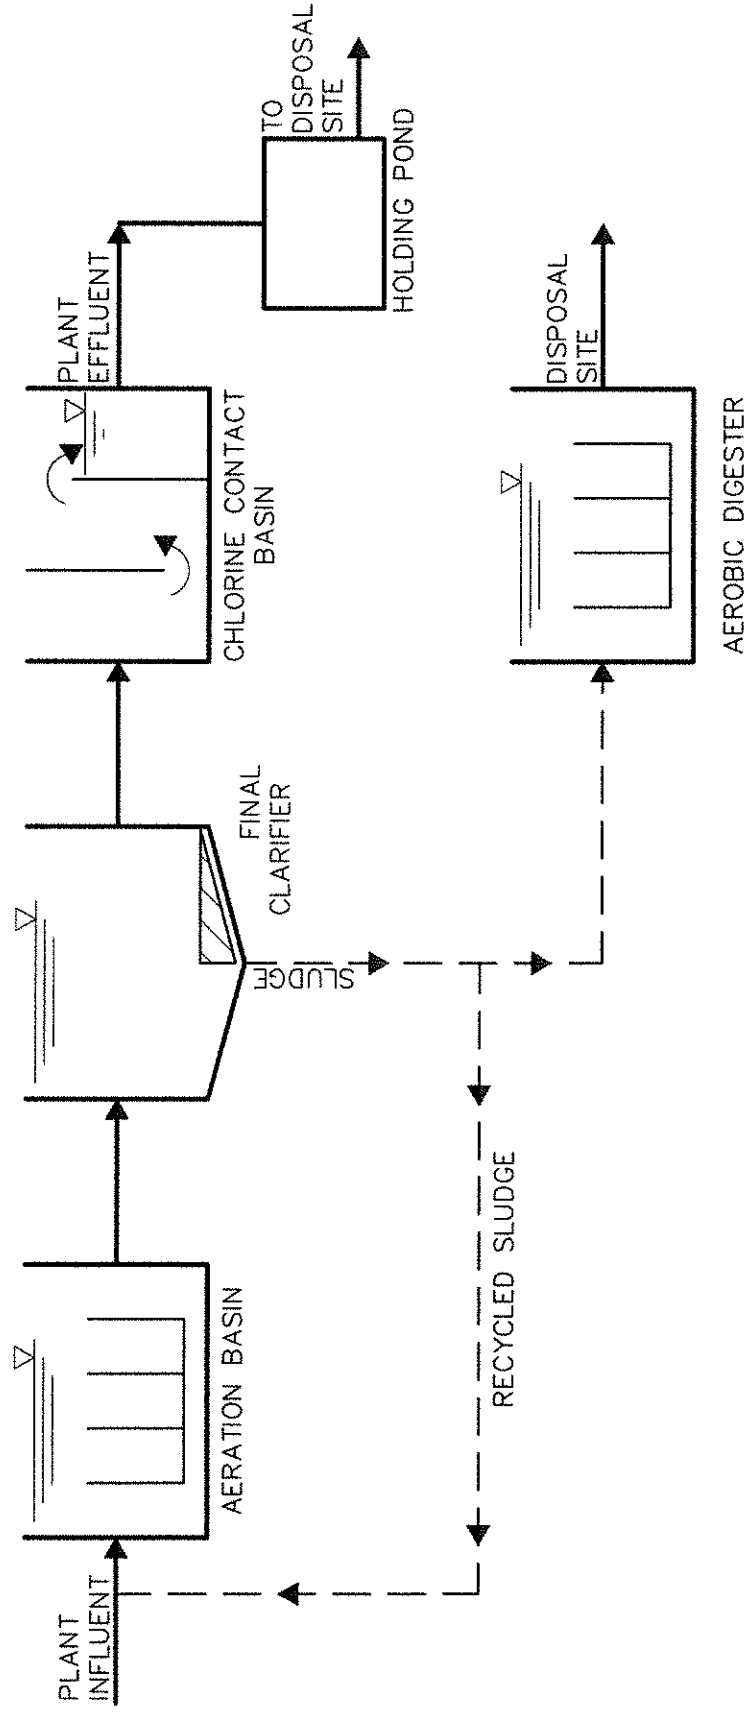 PLANT
INFLUENT
AERATION BASIN
RECYCLED SLUDGE
SLUDGE
FINAL
CLARIFIER
CHLORINE CONTACT
BASIN
PLANT
EFFLUENT
TO
DISPOSAL
SITE
HOLDING POND
DISPOSAL
SITE
AEROBIC DIGESTER